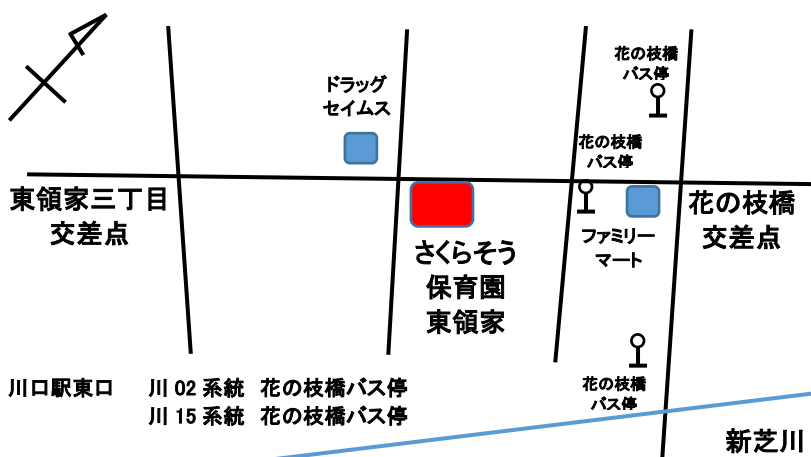 花の枝橋
バス停
ドラッグ
セイムス
花の枝橋
バス停
東領家三丁目
交差点
花の枝橋
交差点
ファミリー
マート
さくらそう
保育園
東領家
花の枝橋
バス停
川口駅東口 川 02 系統 花の枝橋バス停
川 15 系統 花の枝橋バス停
新芝川